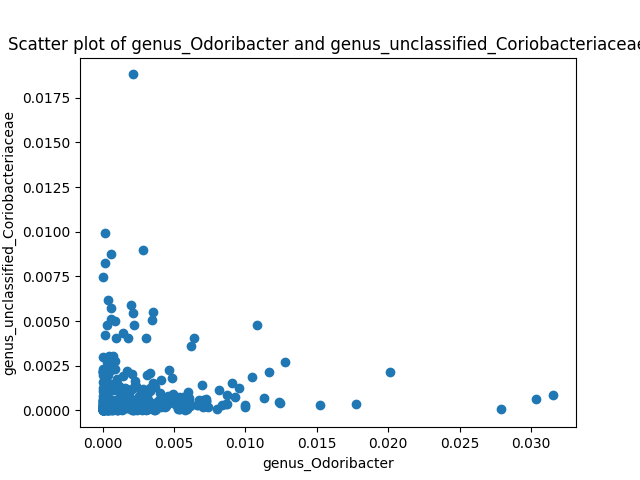 Scatter plot of genus_Odoribacter and genus_unclassified_Coriobacteriaceae
genus_unclassified_Coriobacteriaceae
0.0175
0.0150
0.0125
0.0100
0.0075
0.0050
0.0025
0.0000
0.000 0.005 0.010 0.015 0.020 0.025 0.030
genus_Odoribacter